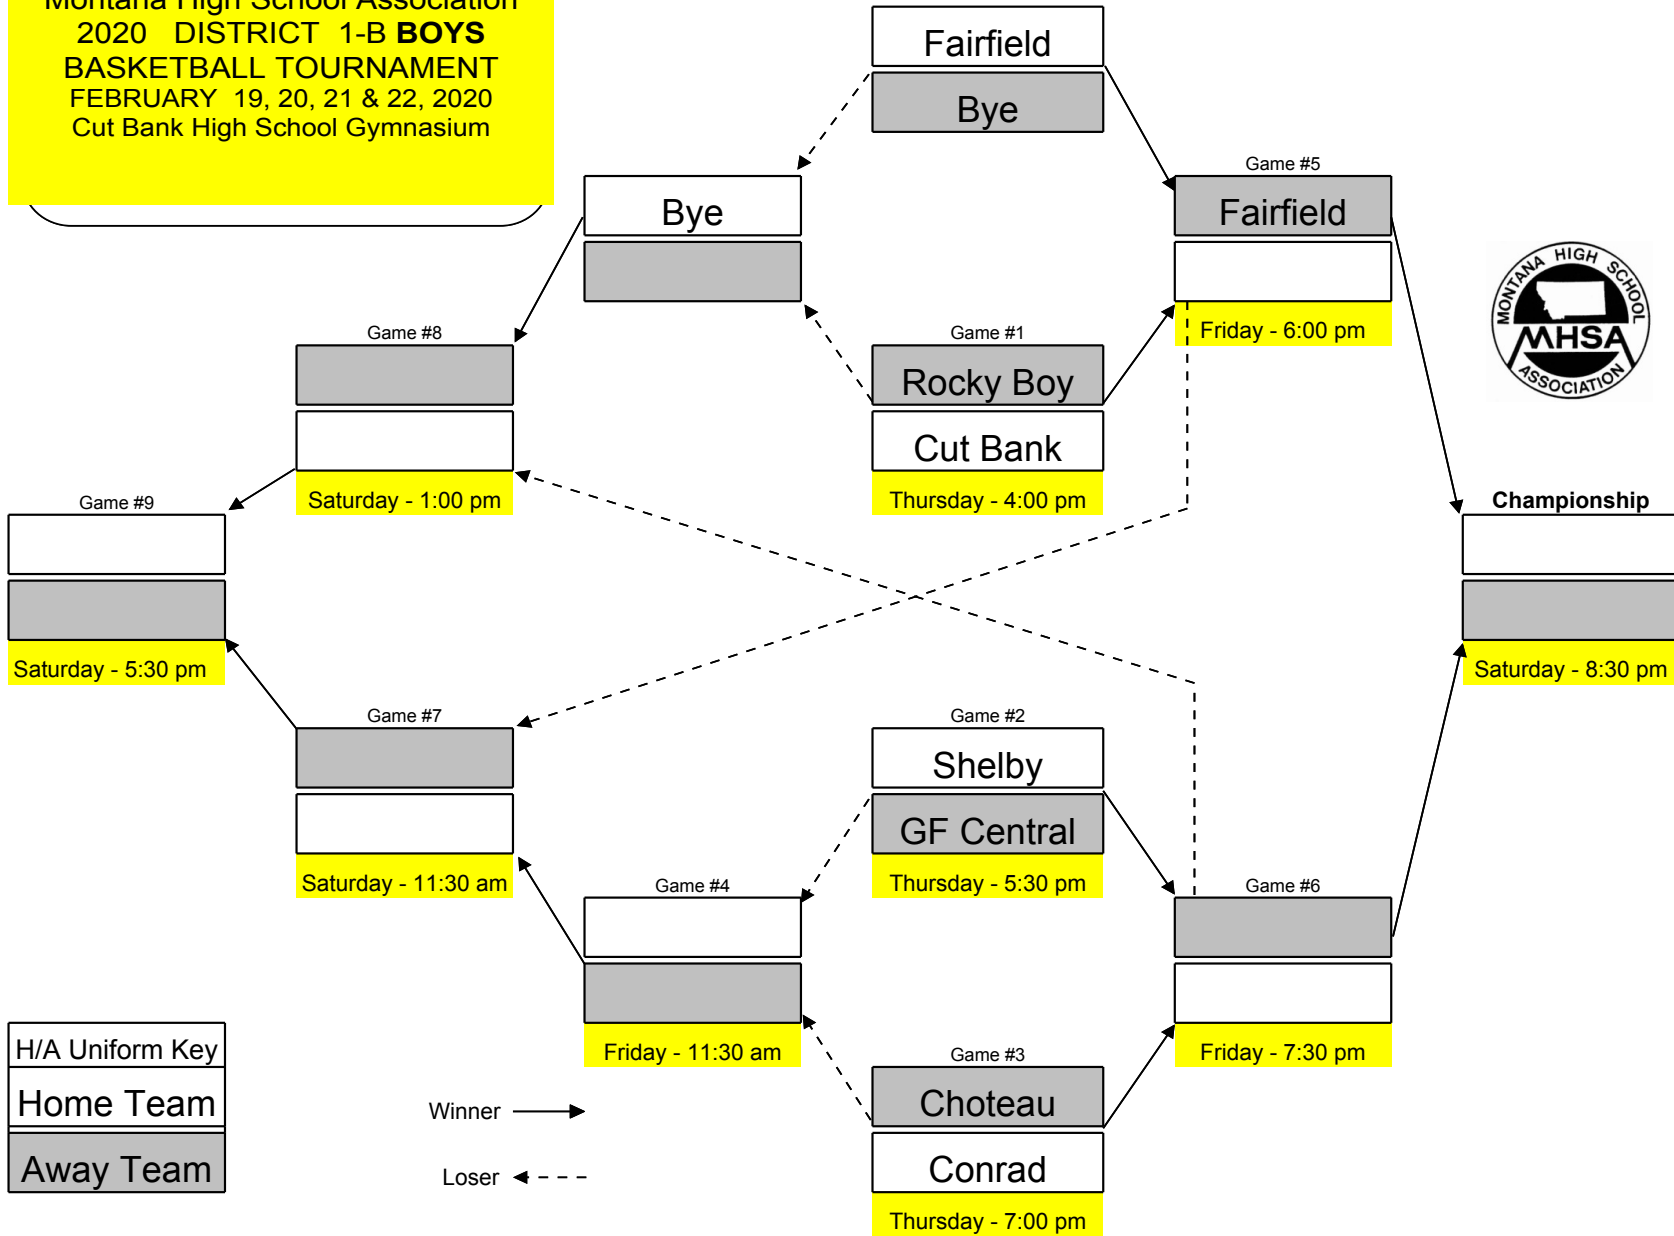 Montana High School Association
2020 DISTRICT 1-B BOYS
BASKETBALL TOURNAMENT
FEBRUARY 19, 20, 21 & 22, 2020
Cut Bank High School Gymnasium
Fairfield
Bye
Game #5
Bye
Fairfield
Friday - 6:00 pm
MONTANA HIGH SCHOOL
MHSA
ASSOCIATION
Game #8
Game #1
Rocky Boy
Cut Bank
Saturday - 1:00 pm
Thursday - 4:00 pm
Game #9
Championship
Saturday - 5:30 pm
Saturday - 8:30 pm
Game #7
Game #2
Shelby
GF Central
Saturday - 11:30 am
Thursday - 5:30 pm
Game #4
Game #6
Friday - 11:30 am
Friday - 7:30 pm
Game #3
Choteau
Conrad
Thursday - 7:00 pm
H/A Uniform Key
Home Team
Away Team
Winner
Loser